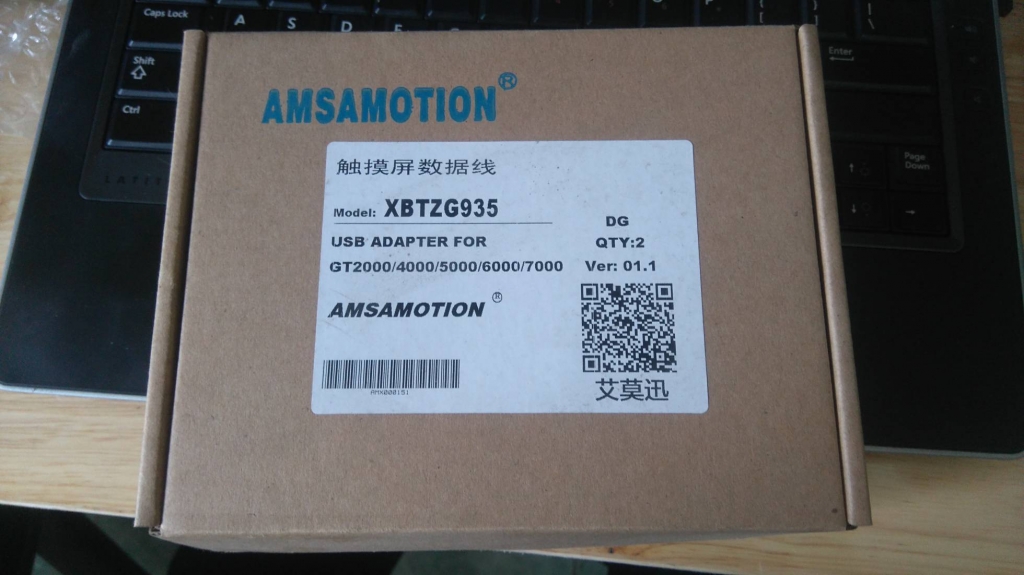 Caps Lock
A
S
D
F
Shift
Enter
Ctrl
Page
Down
AMSAMOTION®
触摸屏数据线
Model: XBTZG935
USB ADAPTER FOR
GT2000/4000/5000/6000/7000
DG
QTY:2
Ver: 01.1
AMSAMOTION®
AMX000151
艾莫迅